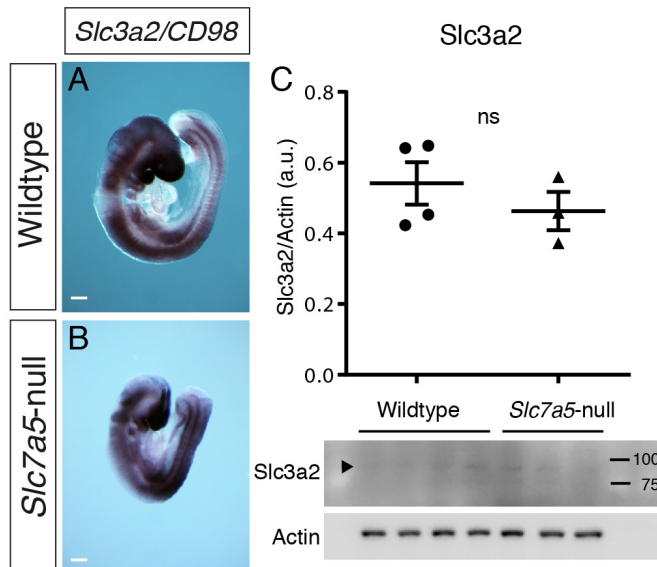 Slc3a2/CD98
Slc3a2
Wildtype
A
C
0.8
ns
0.6
Slc3a2/Actin (a.u.)
0.4
0.2
0.0
Slc7a5-null
B
Wildtype
Slc7a5-null
Slc3a2
100
75
Actin